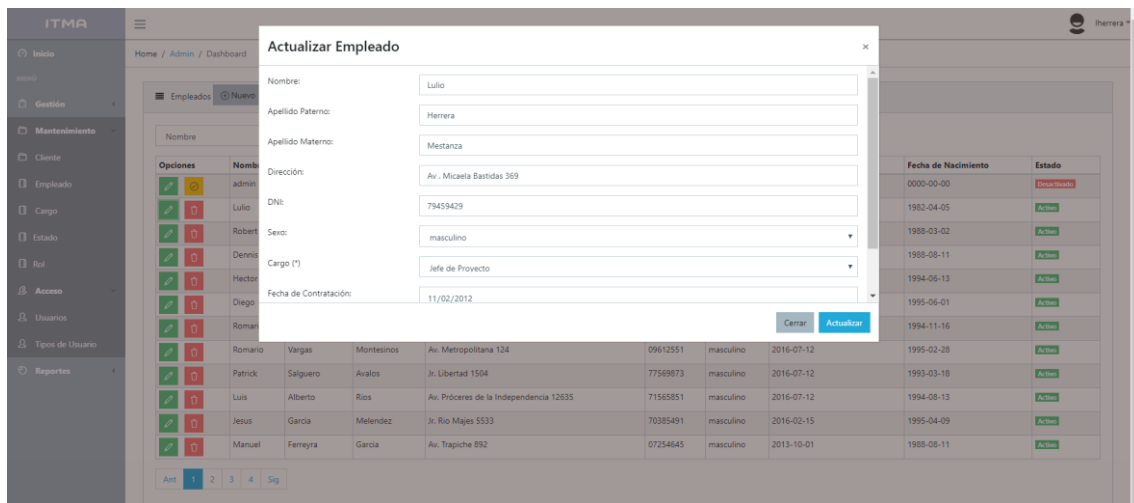 ITMA
lherrera
Inicio
Home / Admin / Dashboard
MENÚ
Gestión
Mantenimiento
Cliente
Empleado
Cargo
Estado
Rol
Acceso
Usuarios
Tipos de Usuario
Reportes
Actualizar Empleado ×
Nombre: Lulio
Apellido Paterno: Herrera
Apellido Materno: Mestanza
Dirección: Av . Micaela Bastidas 369
DNI: 79459429
Sexo: masculino
Cargo (*) Jefe de Proyecto
Fecha de Contratación: 11/02/2012
Cerrar Actualizar
Empleados Nuevo
Nombre
Opciones Nomb Fecha de Nacimiento Estado
admin 0000-00-00 Desactivado
Lulio 1982-04-05 Activo
Robert 1988-03-02 Activo
Dennis 1988-08-11 Activo
Hector 1994-06-13 Activo
Diego 1995-06-01 Activo
Romari 1994-11-16 Activo
Romario Vargas Montesinos Av. Metropolitana 124 09612551 masculino 2016-07-12 1995-02-28 Activo
Patrick Salguero Avalos Jr. Libertad 1504 77569873 masculino 2016-07-12 1993-03-18 Activo
Luis Alberto Rios Av. Próceres de la Independencia 12635 71565851 masculino 2016-07-12 1994-08-13 Activo
Jesus Garcia Melendez Jr. Rio Majes 5533 70385491 masculino 2016-02-15 1995-04-09 Activo
Manuel Ferreyra Garcia Av. Trapiche 892 07254645 masculino 2013-10-01 1988-08-11 Activo
Ant 1 2 3 4 Sig